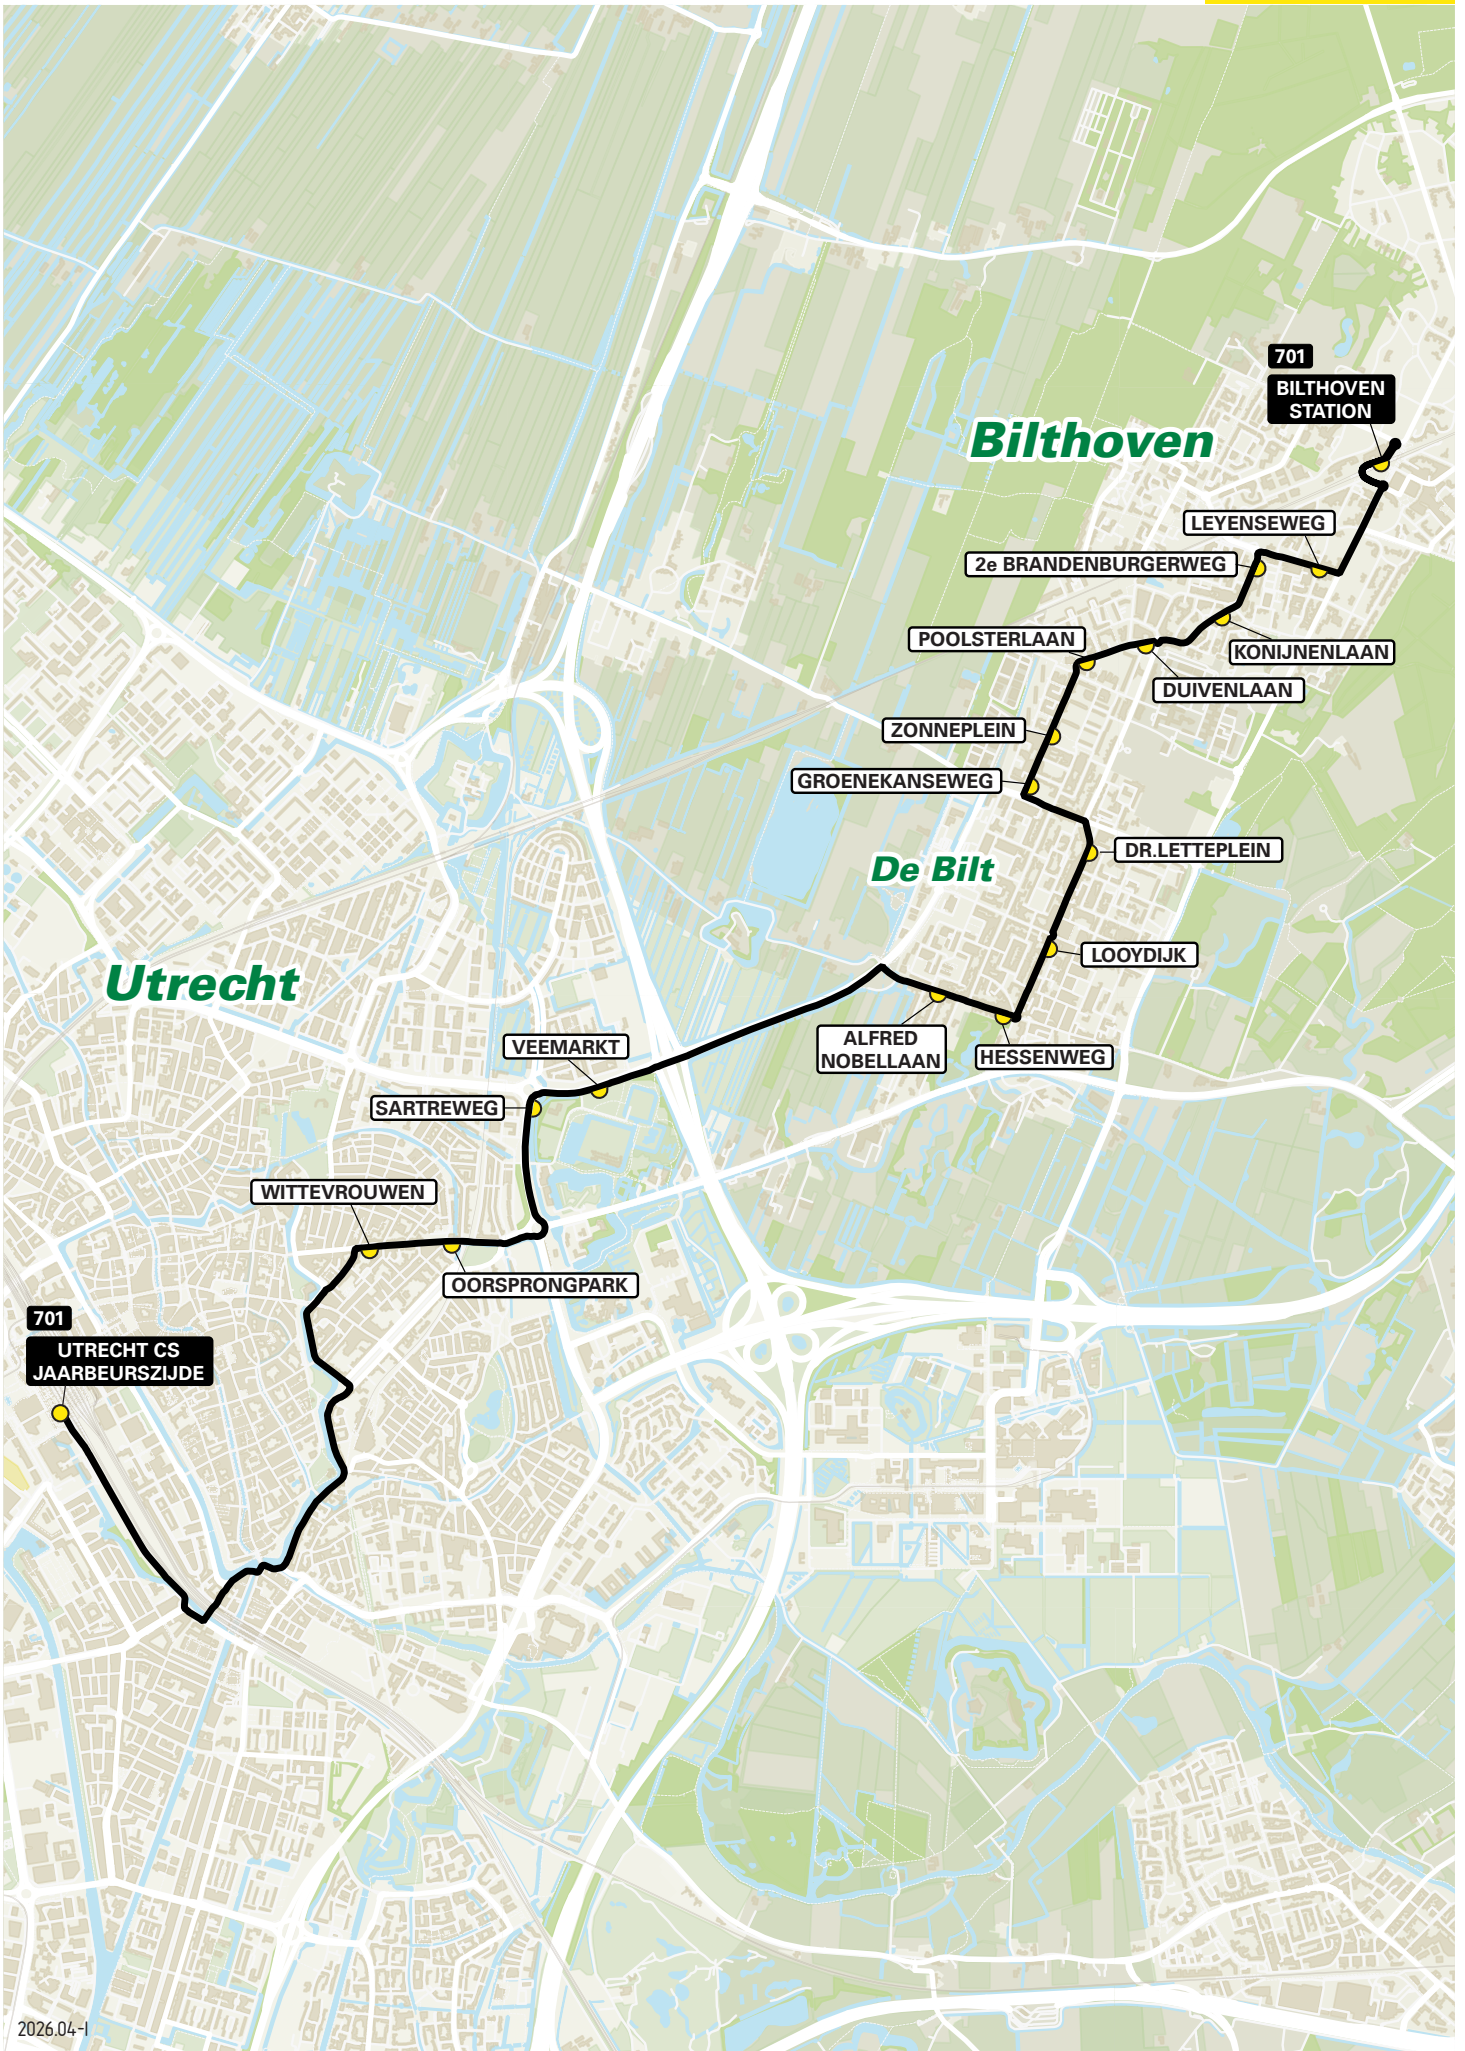 701
BILTHOVEN
STATION
Bilthoven
LEYENSEWEG
2e BRANDENBURGERWEG
POOLSTERLAAN
KONIJNENLAAN
DUIVENLAAN
ZONNEPLEIN
GROENEKANSEWEG
DR.LETTEPLEIN
De Bilt
LOOYDIJK
Utrecht
ALFRED
NOBELLAAN
HESSENWEG
VEEMARKT
SARTREWEG
WITTEVROUWEN
OORSPRONGPARK
701
UTRECHT CS
JAARBEURSZIJDE
2026.04-I